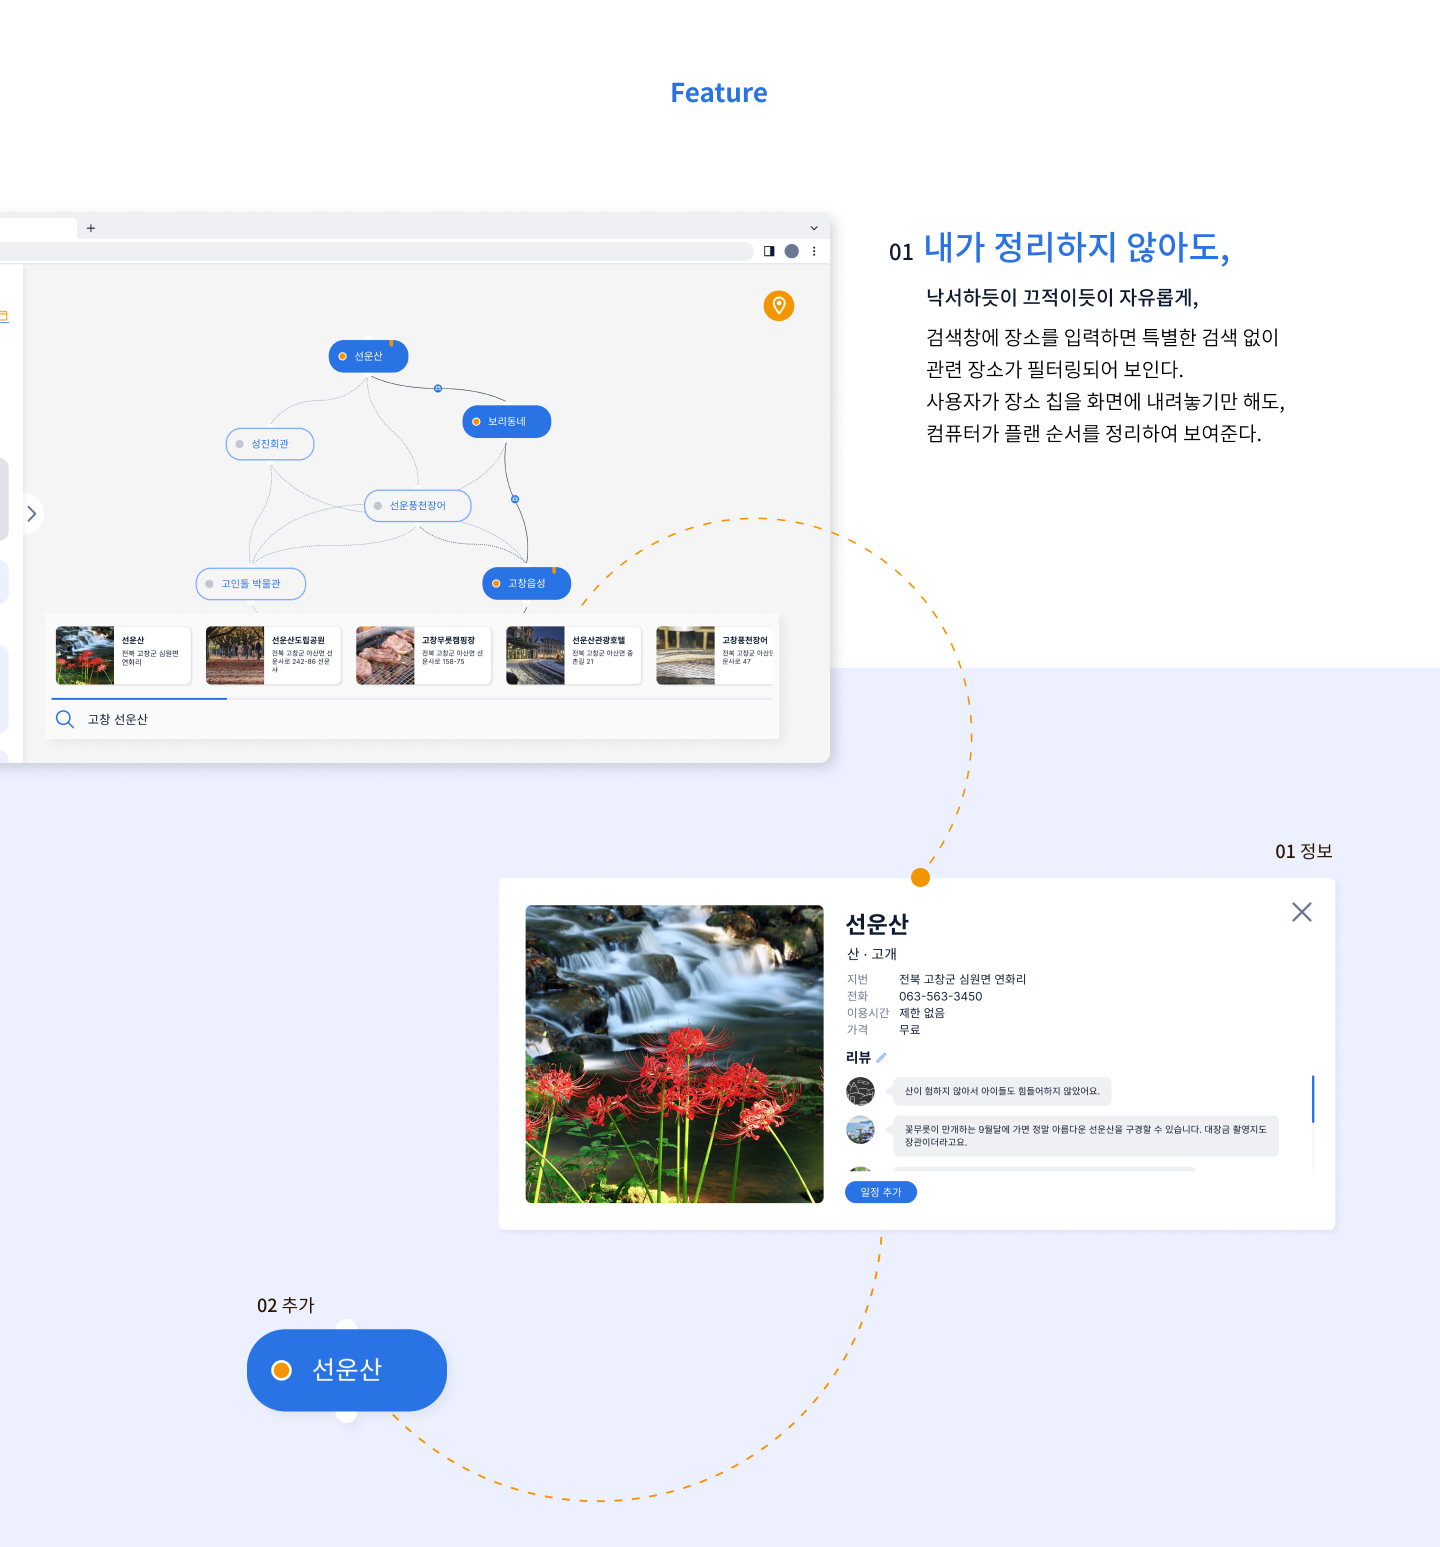 Feature
01 내가 정리하지 않아도,
낙서하듯이 끄적이듯이 자유롭게,
검색창에 장소를 입력하면 특별한 검색 없이
관련 장소가 필터링되어 보인다.
사용자가 장소 칩을 화면에 내려놓기만 해도,
컴퓨터가 플랜 순서를 정리하여 보여준다.
선운산
보리동네
성진회관
선운풍천장어
고인돌 박물관
고창읍성
선운산
전북 고창군 심원면
연화리
선운산도립공원
전북 고창군 아산면 선
운사로 242-86 선운
사
고창무릇캠핑장
전북 고창군 아산면 선
운사로 158-75
선운산관광호텔
전북 고창군 아산면 중
촌길 21
고창풍천장어
전북 고창군 아산면
운사로 47
고창 선운산
01 정보
선운산
산 · 고개
지번 전북 고창군 심원면 연화리
전화 063-563-3450
이용시간 제한 없음
가격 무료
리뷰
산이 험하지 않아서 아이들도 힘들어하지 않았어요.
꽃무릇이 만개하는 9월달에 가면 정말 아름다운 선운산을 구경할 수 있습니다. 대장금 촬영지도
장관이더라고요.
일정 추가
02 추가
선운산